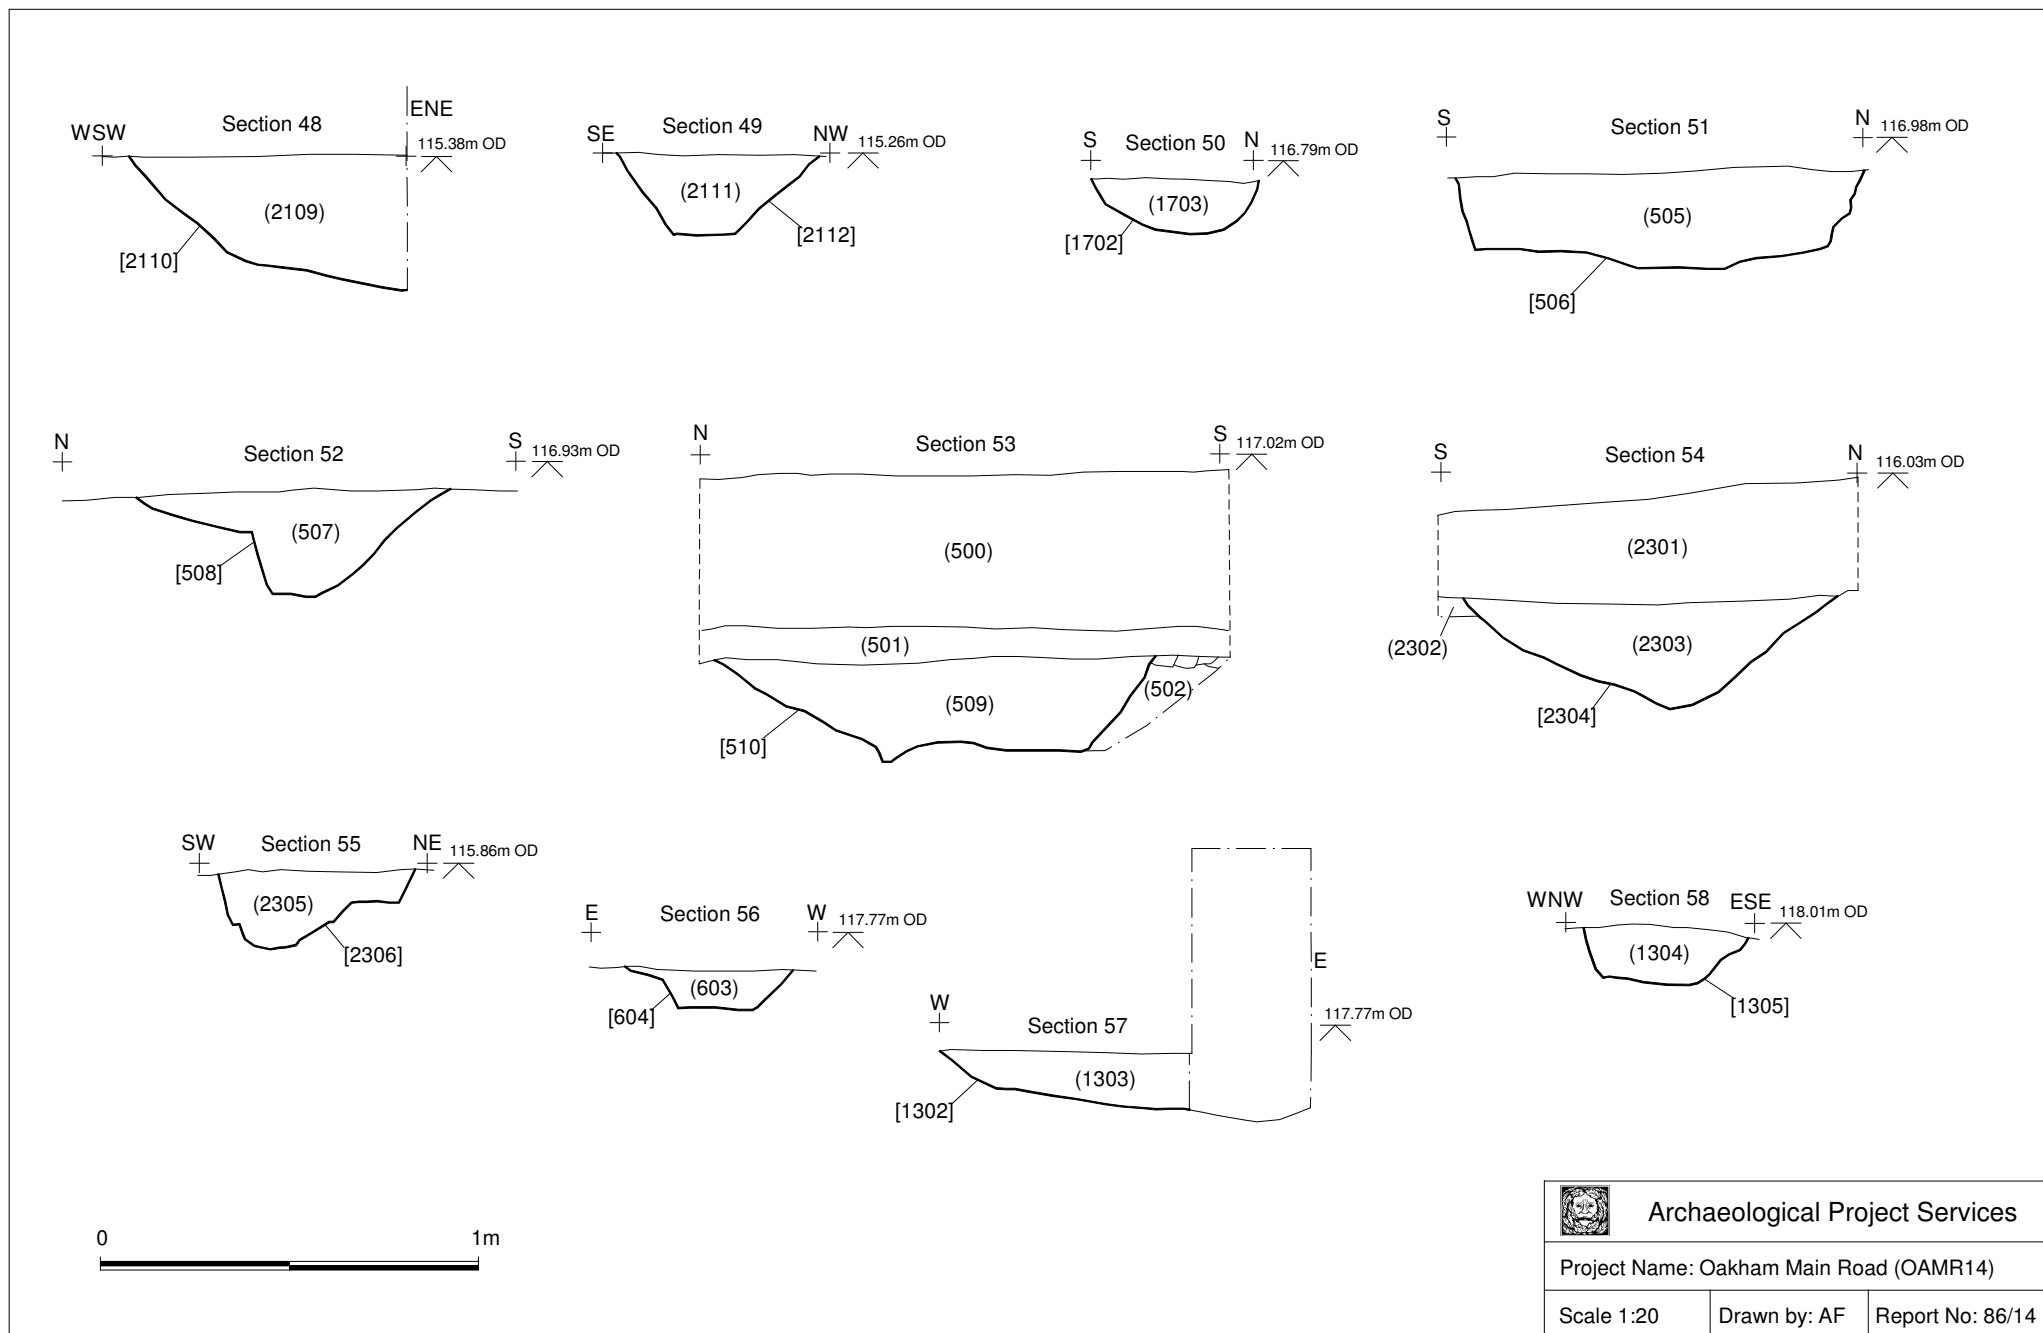 WSW
Section 48
ENE
115.38m OD
(2109)
[2110]
SE
Section 49
NW
115.26m OD
(2111)
[2112]
S
Section 50
N
116.79m OD
(1703)
[1702]
S
Section 51
N
116.98m OD
(505)
[506]
N
Section 52
S
116.93m OD
(507)
[508]
N
Section 53
S
117.02m OD
(500)
(501)
(502)
(509)
[510]
S
Section 54
N
116.03m OD
(2301)
(2302)
(2303)
[2304]
SW
Section 55
NE
115.86m OD
(2305)
[2306]
E
Section 56
W
117.77m OD
(603)
[604]
W
Section 57
E
117.77m OD
(1303)
[1302]
WNW
Section 58
ESE
118.01m OD
(1304)
[1305]
0 1m
Archaeological Project Services
Project Name: Oakham Main Road (OAMR14)
Scale 1:20 Drawn by: AF Report No: 86/14